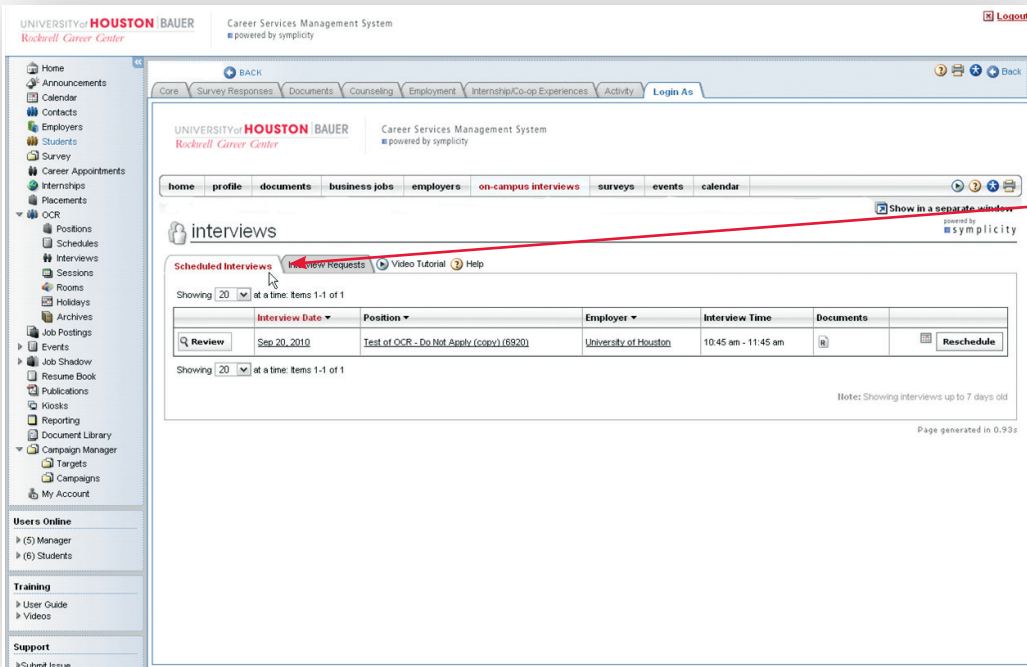 UNIVERSITY of HOUSTON BAUER
Rockwell Career Center
Career Services Management System
powered by symplicity
Logout
Home
Announcements
Calendar
Contacts
Employers
Students
Survey
Career Appointments
Internships
Placements
OCR
Positions
Schedules
Interviews
Sessions
Rooms
Holidays
Archives
Job Postings
Events
Job Shadow
Resume Book
Publications
Kiosks
Reporting
Document Library
Campaign Manager
Targets
Campaigns
My Account
Users Online
(5) Manager
(6) Students
Training
User Guide
Videos
Support
Submit Issue
BACK
Back
Core Survey Responses Documents Counseling Employment Internship/Co-op Experiences Activity Login As
UNIVERSITY of HOUSTON BAUER
Rockwell Career Center
Career Services Management System
powered by symplicity
home profile documents business jobs employers on-campus interviews surveys events calendar
Show in a separate window
powered by
symplicity
interviews
Scheduled Interviews Interview Requests Video Tutorial Help
Showing 20 at a time: Items 1-1 of 1
Interview Date Position Employer Interview Time Documents
Review Sep 20, 2010 Test of OCR - Do Not Apply (copy) (6920) University of Houston 10:45 am - 11:45 am R Reschedule
Showing 20 at a time: Items 1-1 of 1
Note: Showing interviews up to 7 days old
Page generated in 0.93s